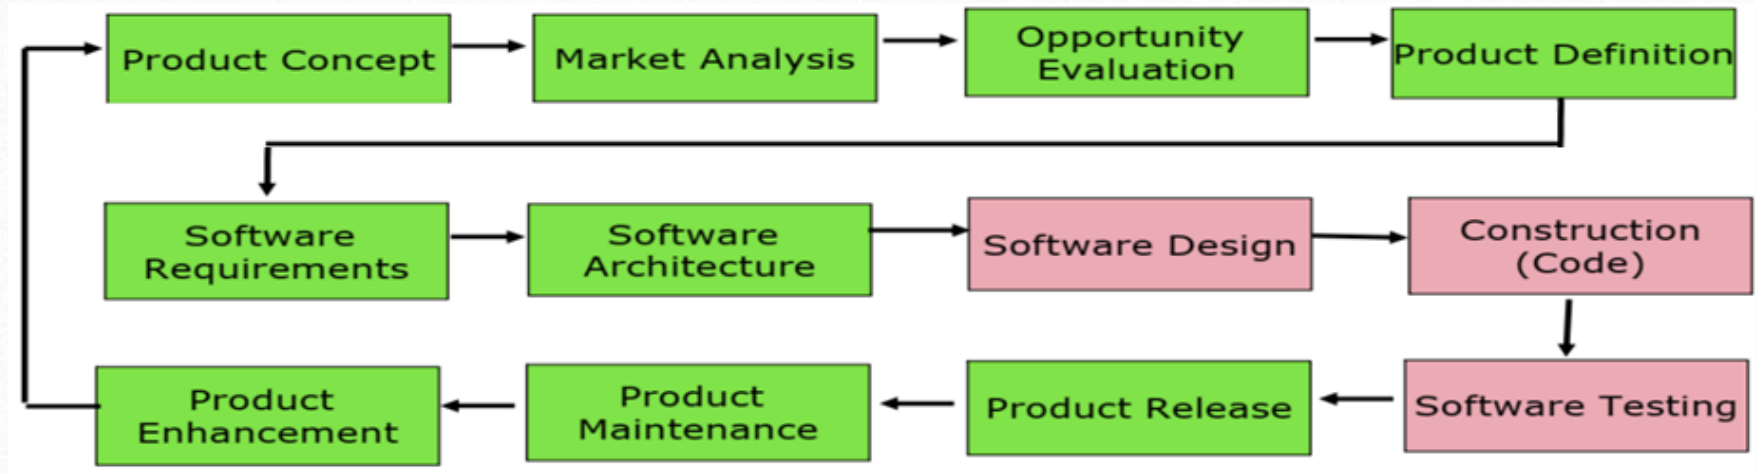 Product Concept
Market Analysis
Opportunity
Evaluation
Product Definition
Software
Requirements
Software
Architecture
Software Design
Construction
(Code)
Product
Enhancement
Product
Maintenance
Product Release
Software Testing